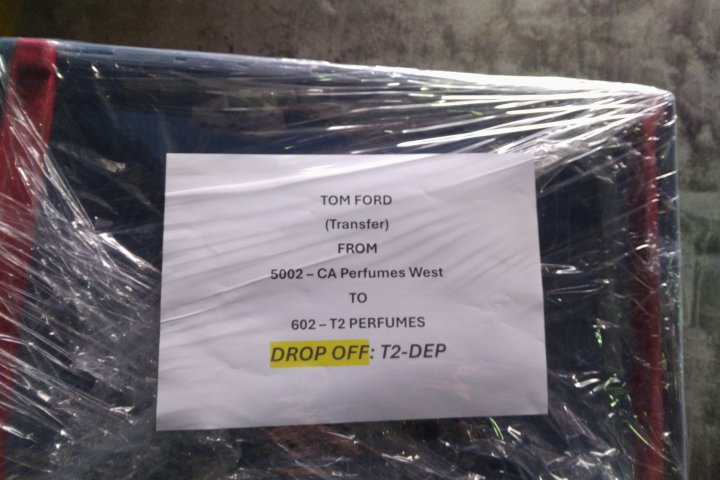 TOM FORD
(Transfer)
FROM
5002 – CA Perfumes West
TO
602 – T2 PERFUMES
DROP OFF: T2-DEP